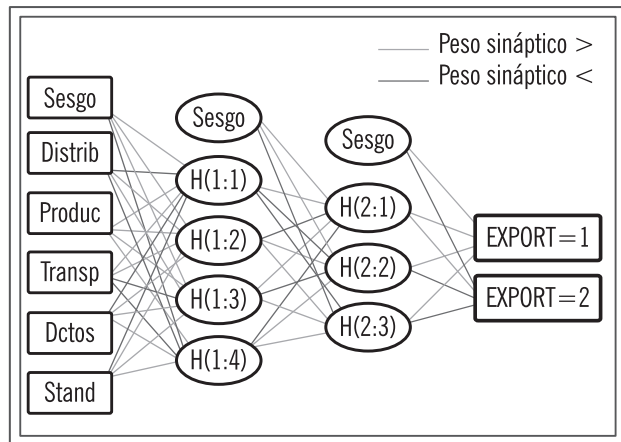 Peso sináptico >
Peso sináptico <
Sesgo
Distrib
Produc
Transp
Dctos
Stand
Sesgo
H(1:1)
H(1:2)
H(1:3)
H(1:4)
Sesgo
H(2:1)
H(2:2)
H(2:3)
EXPORT=1
EXPORT=2